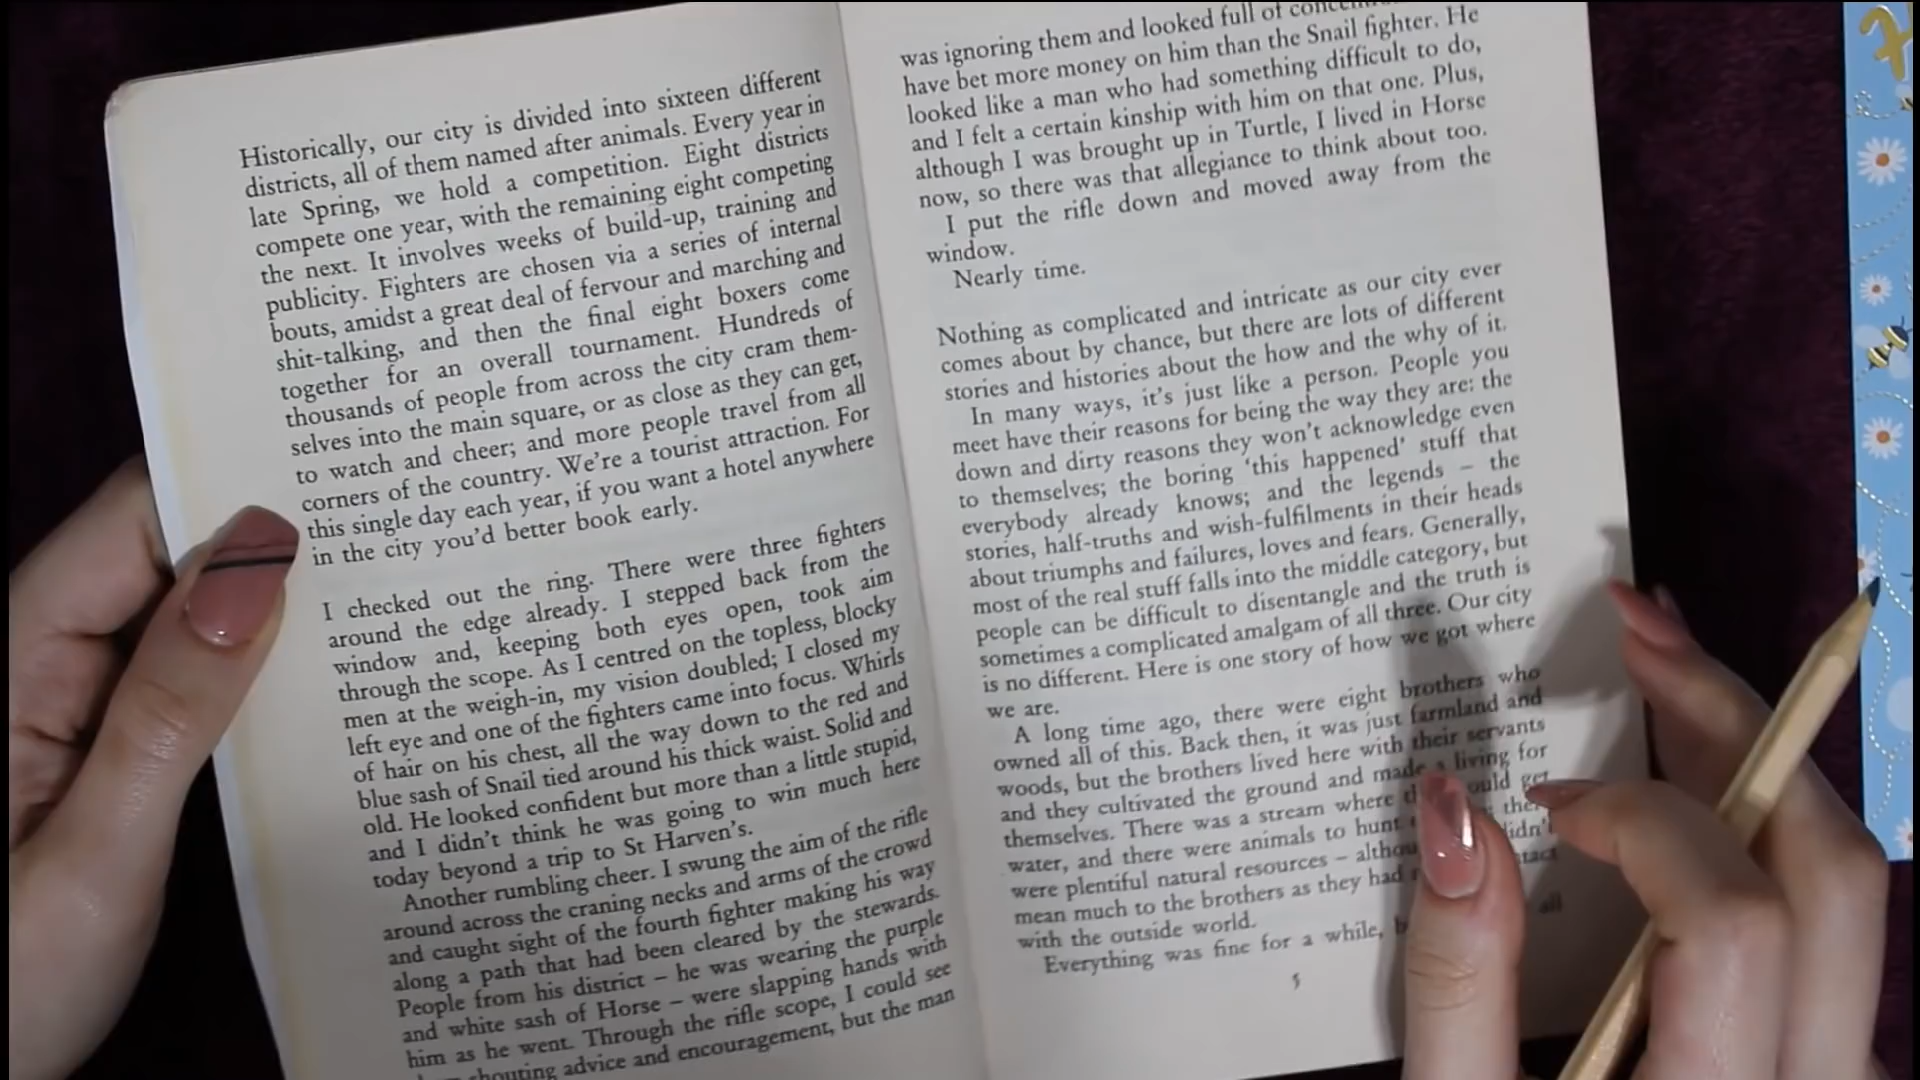 Historically, our city is divided into sixteen different
districts, all of them named after animals. Every year in
late Spring, we hold a competition. Eight districts
compete one year, with the remaining eight competing
the next. It involves weeks of build-up, training and
publicity. Fighters are chosen via a series of internal
bouts, amidst a great deal of fervour and marching and
shit-talking, and then the final eight boxers come
together for an overall tournament. Hundreds of
thousands of people from across the city cram them-
selves into the main square, or as close as they can get,
to watch and cheer; and more people travel from all
corners of the country. We're a tourist attraction. For
this single day each year, if you want a hotel anywhere
in the city you'd better book early.
I checked out the ring. There were three fighters
around the edge already. I stepped back from the
window and, keeping both eyes open, took aim
through the scope. As I centred on the topless, blocky
men at the weigh-in, my vision doubled; I closed my
left eye and one of the fighters came into focus. Whirls
of hair on his chest, all the way down to the red and
blue sash of Snail tied around his thick waist. Solid and
old. He looked confident but more than a little stupid,
and I didn't think he was going to win much here
today beyond a trip to St Harven's.
Another rumbling cheer. I swung the aim of the rifle
around across the craning necks and arms of the crowd
and caught sight of the fourth fighter making his way
along a path that had been cleared by the stewards.
People from his district – he was wearing the purple
and white sash of Horse – were slapping hands with
him as he went. Through the rifle scope, I could see
shouting advice and encouragement, but the man
was ignoring them and looked full of
have bet more money on him than the Snail fighter. He
looked like a man who had something difficult to do,
and I felt a certain kinship with him on that one. Plus,
although I was brought up in Turtle, I lived in Horse
now, so there was that allegiance to think about too.
I put the rifle down and moved away from the
window.
Nearly time.
Nothing as complicated and intricate as our city ever
comes about by chance, but there are lots of different
stories and histories about the how and the why of it.
In many ways, it's just like a person. People you
meet have their reasons for being the way they are: the
down and dirty reasons they won't acknowledge even
to themselves; the boring 'this happened' stuff that
everybody already knows; and the legends – the
stories, half-truths and wish-fulfilments in their heads
about triumphs and failures, loves and fears. Generally,
most of the real stuff falls into the middle category, but
people can be difficult to disentangle and the truth is
sometimes a complicated amalgam of all three. Our city
is no different. Here is one story of how we got where
we are.
A long time ago, there were eight brothers who
owned all of this. Back then, it was just farmland and
woods, but the brothers lived here with their servants
and they cultivated the ground and made a living for
themselves. There was a stream where could get
water, and there were animals to hunt
were plentiful natural resources –
mean much to the brothers as they had
with the outside world.
Everything was fine for a while, all
5